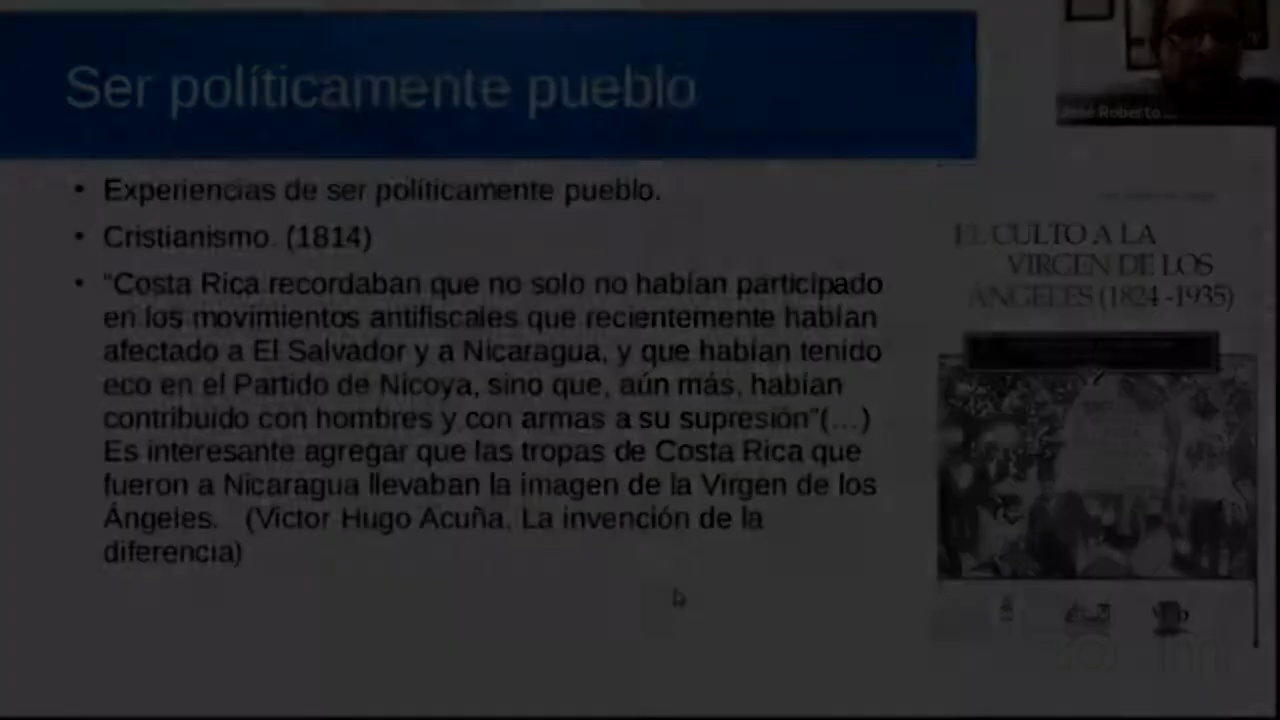 Ser políticamente pueblo
José Roberto ...
• Experiencias de ser políticamente pueblo.
• Cristianismo. (1814)
• “Costa Rica recordaban que no solo no habían participado
en los movimientos antifiscales que recientemente habían
afectado a El Salvador y a Nicaragua, y que habían tenido
eco en el Partido de Nicoya, sino que, aún más, habían
contribuido con hombres y con armas a su supresión”(...)
Es interesante agregar que las tropas de Costa Rica que
fueron a Nicaragua llevaban la imagen de la Virgen de los
Ángeles. (Víctor Hugo Acuña, La invención de la
diferencia)
EL CULTO A LA
VIRGEN DE LOS
ÁNGELES (1824 -1935)
zoom